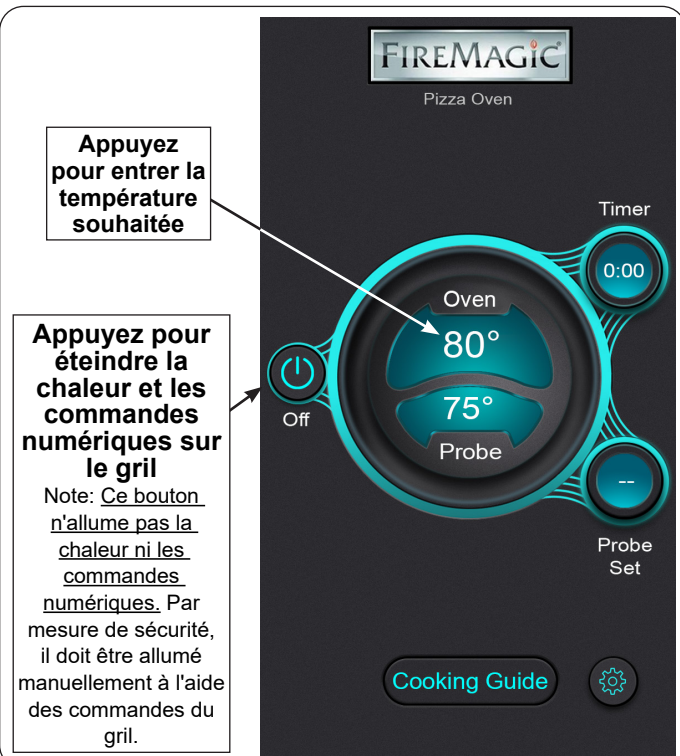 FIREMAGIC
Pizza Oven
Appuyez
pour entrer la
température
souhaitée
Timer
0:00
Oven
80°
75°
Probe
Off
Appuyez pour
éteindre la
chaleur et les
commandes
numériques sur
le gril
Note: Ce bouton
n'allume pas la
chaleur ni les
commandes
numériques. Par
mesure de sécurité,
il doit être allumé
manuellement à l'aide
des commandes du
gril.
--
Probe
Set
Cooking Guide